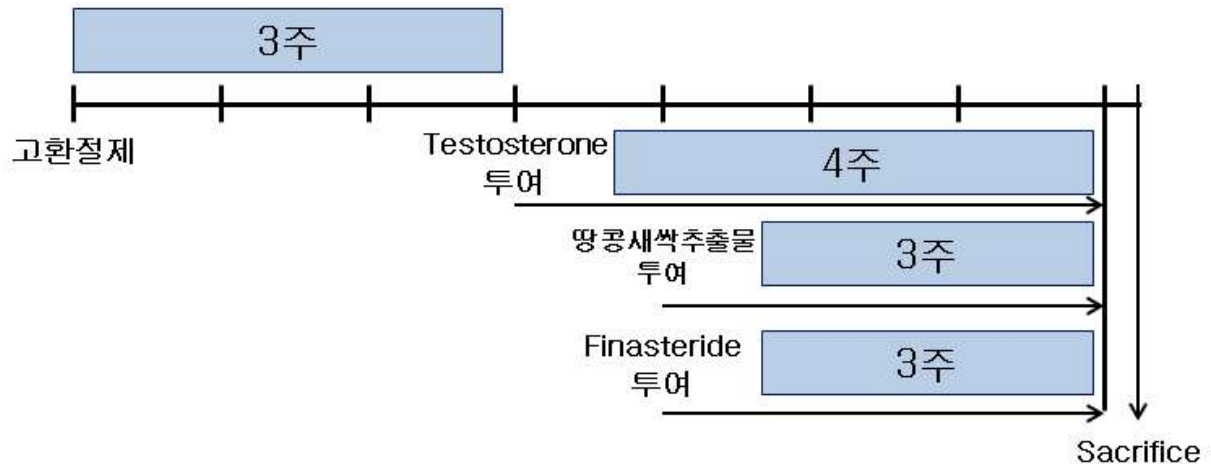 3주
고환절제
Testosterone
투여
4주
땅콩새싹추출물
투여
3주
Finasteride
투여
3주
Sacrifice